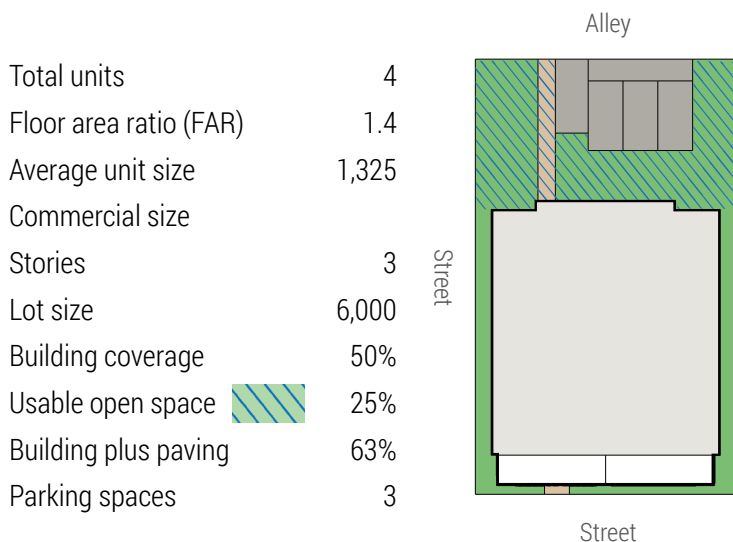 Alley
Total units 4
Floor area ratio (FAR) 1.4
Average unit size 1,325
Commercial size
Stories 3
Street
Lot size 6,000
Building coverage 50%
Usable open space 25%
Building plus paving 63%
Parking spaces 3
Street